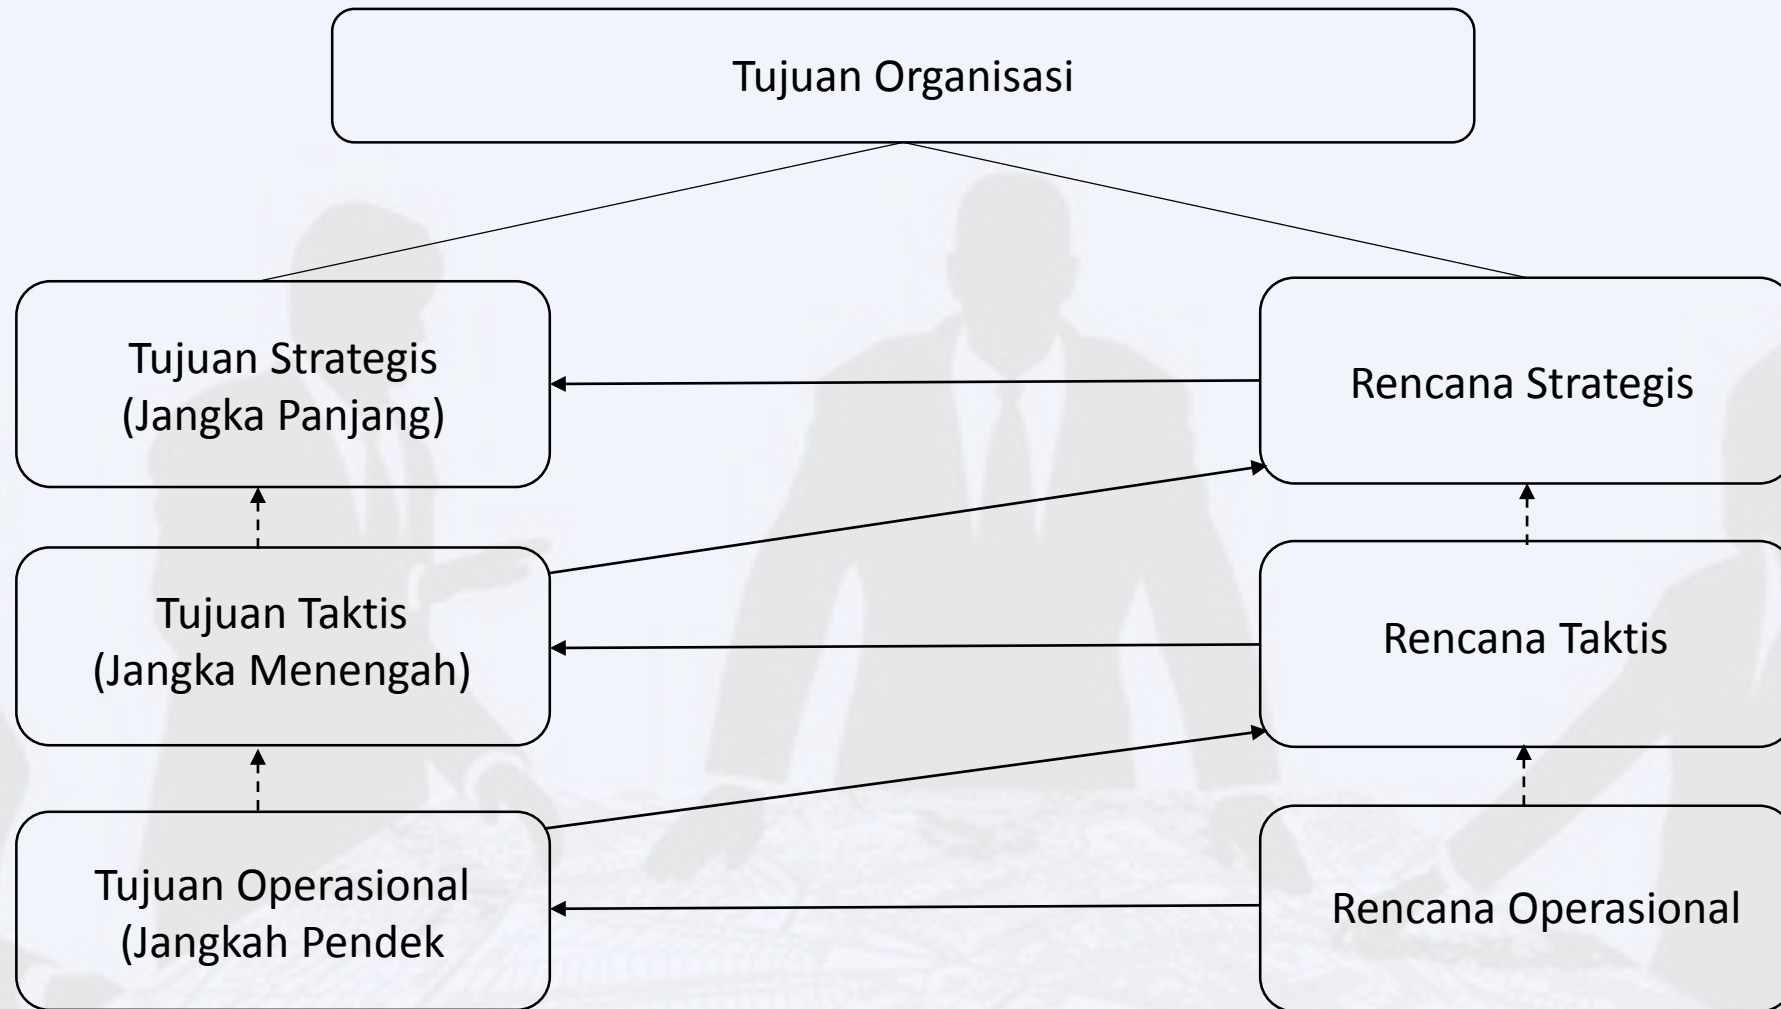 Tujuan Organisasi
Tujuan Strategis
(Jangka Panjang)
Rencana Strategis
Tujuan Taktis
(Jangka Menengah)
Rencana Taktis
Tujuan Operasional
(Jangkah Pendek
Rencana Operasional